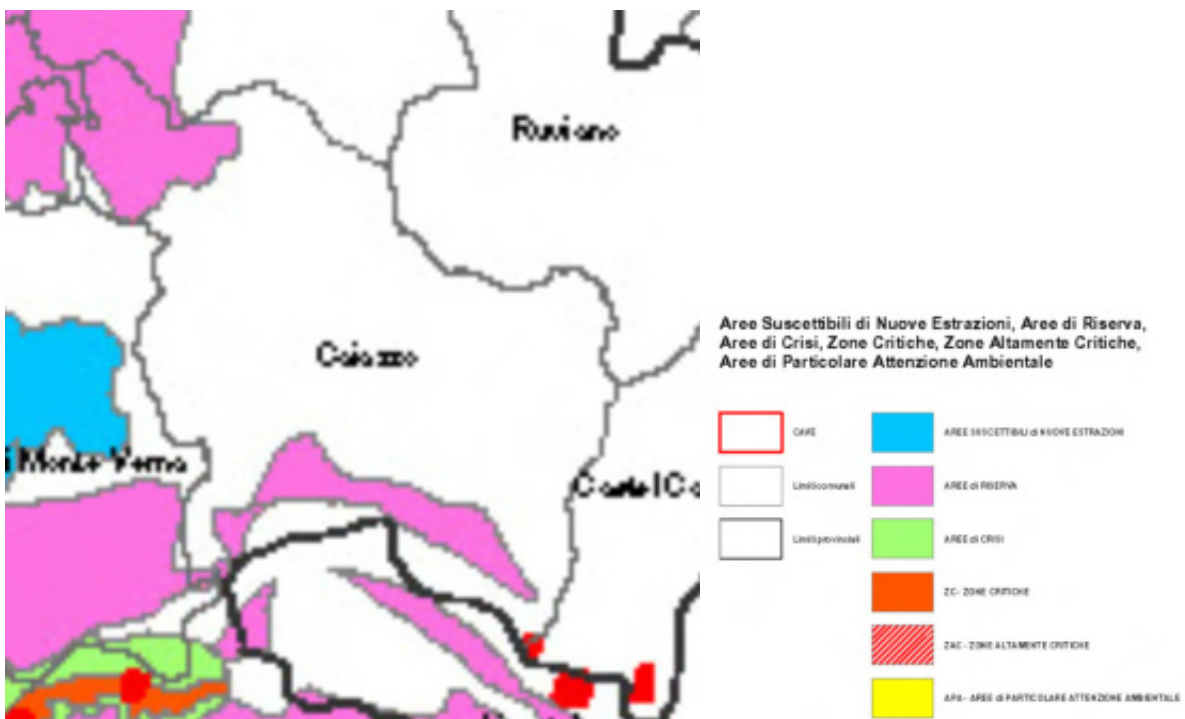 Ruviano
Caiazzo
i Monte Verna
Castel Ca
Aree Suscettibili di Nuove Estrazioni, Aree di Riserva,
Aree di Crisi, Zone Critiche, Zone Altamente Critiche,
Aree di Particolare Attenzione Ambientale
CAVE
AREE SUSCETTIBILI di NUOVE ESTRAZIONI
Limiti comunali
AREE di RISERVA
Limiti provinciali
AREE di CRISI
ZC - ZONE CRITICHE
ZAC - ZONE ALTAMENTE CRITICHE
APA - AREE di PARTICOLARE ATTENZIONE AMBIENTALE